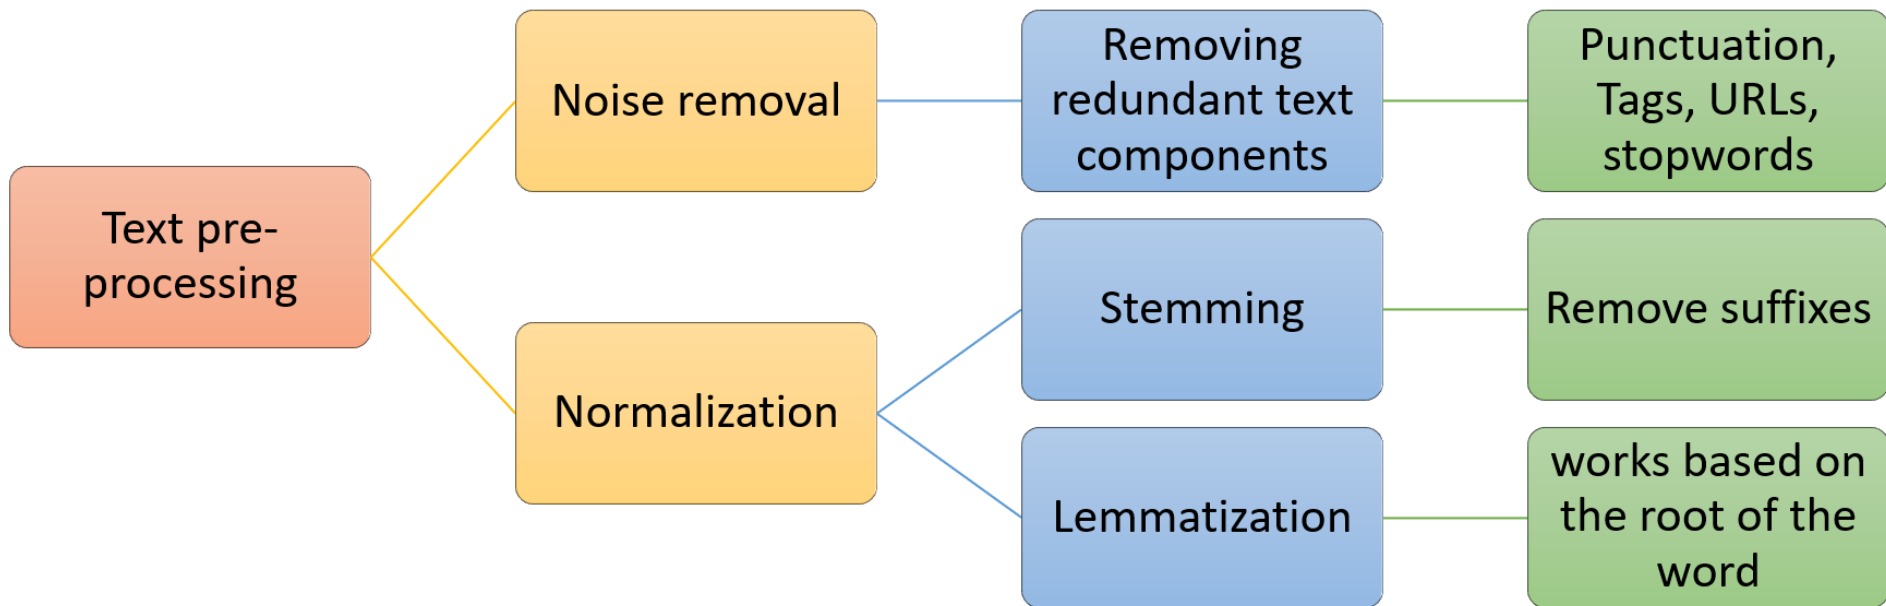 Text pre-
processing
Noise removal
Removing
redundant text
components
Punctuation,
Tags, URLs,
stopwords
Normalization
Stemming
Remove suffixes
Lemmatization
works based on
the root of the
word